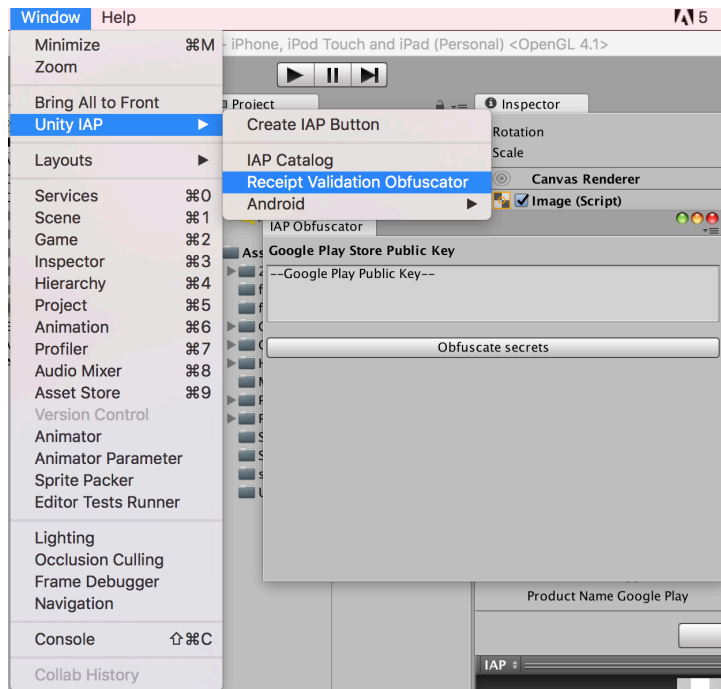 Window Help
5
Minimize ⌘M
iPhone, iPod Touch and iPad (Personal) <OpenGL 4.1>
Zoom
Bring All to Front
Project
Inspector
Unity IAP
Create IAP Button
Rotation
Scale
Layouts
IAP Catalog
Receipt Validation Obfuscator
Android
Canvas Renderer
Image (Script)
Services ⌘0
Scene ⌘1
Game ⌘2
Inspector ⌘3
Hierarchy ⌘4
Project ⌘5
Animation ⌘6
Profiler ⌘7
Audio Mixer ⌘8
Asset Store ⌘9
Version Control
Animator
Animator Parameter
Sprite Packer
Editor Tests Runner
Lighting
Occlusion Culling
Frame Debugger
Navigation
Console ⇧⌘C
Collab History
IAP Obfuscator
Ass
Google Play Store Public Key
--Google Play Public Key--
Obfuscate secrets
Product Name Google Play
IAP